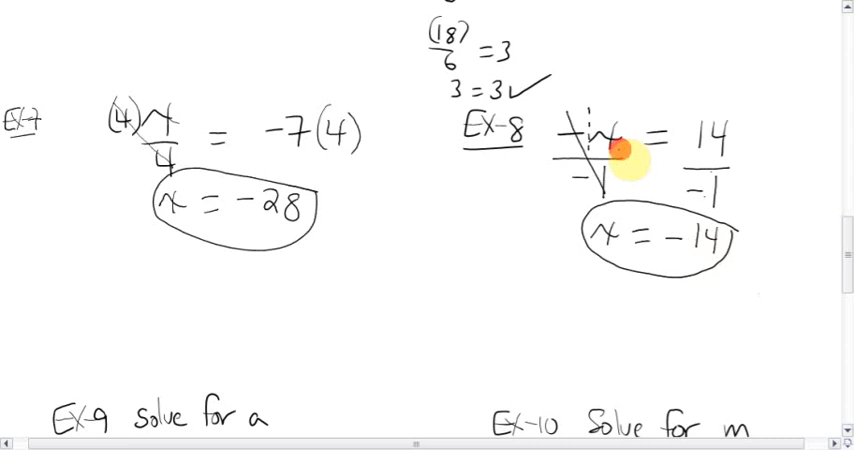 (18)/6 = 3
3 = 3 ✓
EX-7
(4) x/4 = -7(4)
x = -28
EX-8
-x/-1 = 14/-1
x = -14
EX-9 solve for a
EX-10 Solve for m